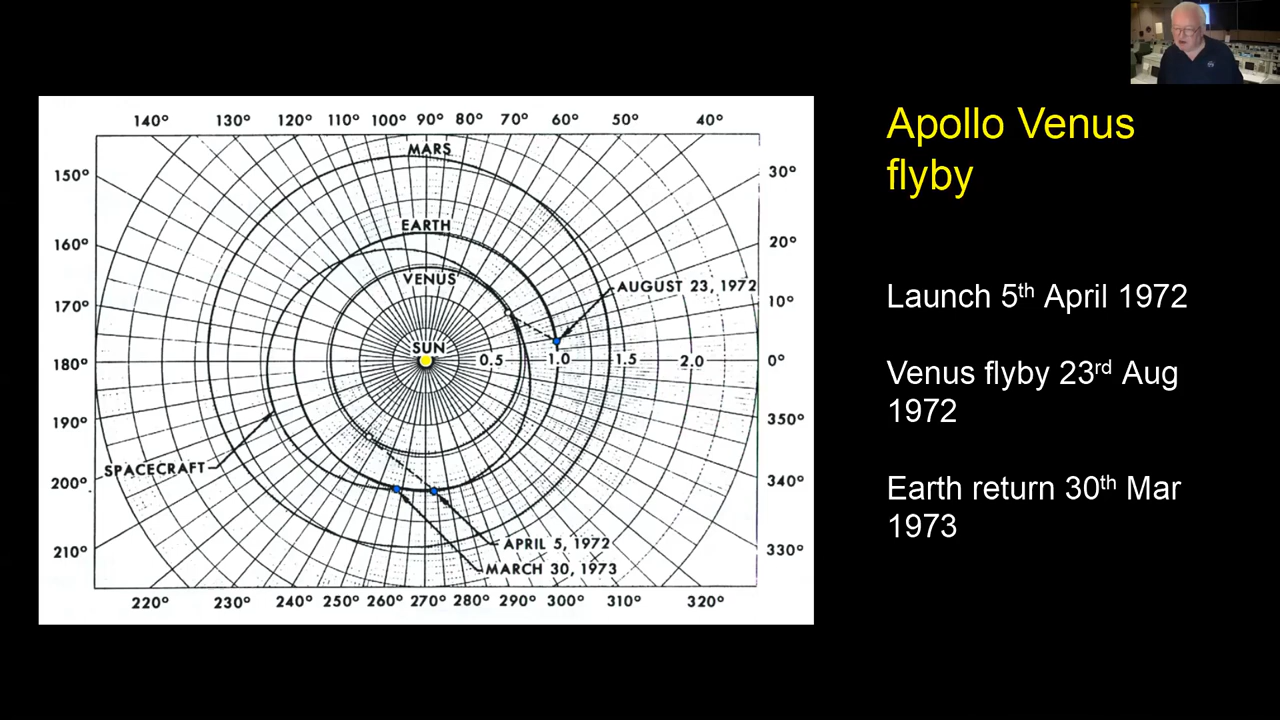 140° 130° 120° 110° 100° 90° 80° 70° 60° 50° 40°
MARS
150°
30°
EARTH
160°
20°
VENUS
AUGUST 23, 1972
170°
10°
SUN
180°
0.5 1.0 1.5 2.0
0°
190°
350°
SPACECRAFT
200°
340°
APRIL 5, 1972
210°
330°
MARCH 30, 1973
220° 230° 240° 250° 260° 270° 280° 290° 300° 310° 320°
Apollo Venus
flyby
Launch 5th April 1972
Venus flyby 23rd Aug
1972
Earth return 30th Mar
1973